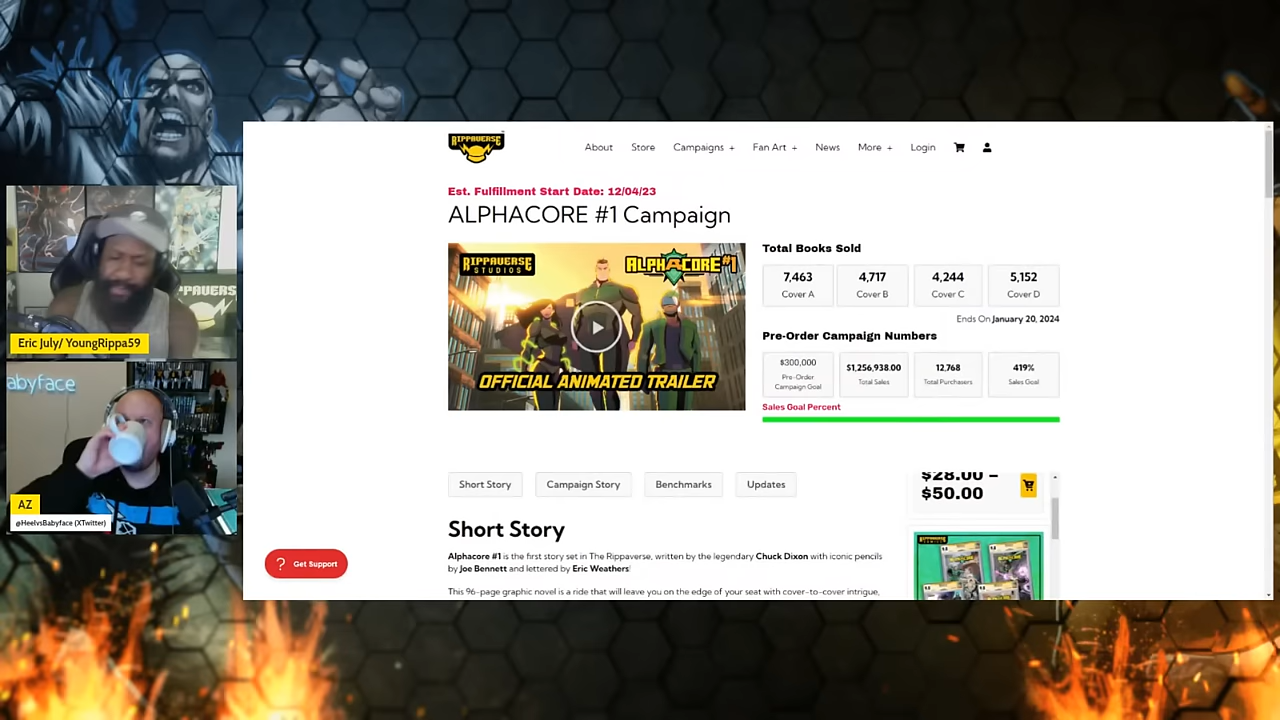 RIPPAVERSE
About
Store
Campaigns +
Fan Art +
News
More +
Login
Est. Fulfillment Start Date: 12/04/23
ALPHACORE #1 Campaign
RIPPAVERSE
STUDIOS
ALPHACORE #1
OFFICIAL ANIMATED TRAILER
Total Books Sold
7,463
Cover A
4,717
Cover B
4,244
Cover C
5,152
Cover D
Ends On January 20, 2024
Pre-Order Campaign Numbers
$300,000
Pre-Order
Campaign Goal
$1,256,938.00
Total Sales
12,768
Total Purchasers
419%
Sales Goal
Sales Goal Percent
Short Story
Campaign Story
Benchmarks
Updates
$28.00 –
$50.00
Short Story
Alphacore #1 is the first story set in The Rippaverse, written by the legendary Chuck Dixon with iconic pencils
by Joe Bennett and lettered by Eric Weathers!
This 96-page graphic novel is a ride that will leave you on the edge of your seat with cover-to-cover intrigue,
? Get Support
PAVERS
Eric July/ YoungRippa59
abyface
AZ
@HeelvsBabyface (XTwitter)